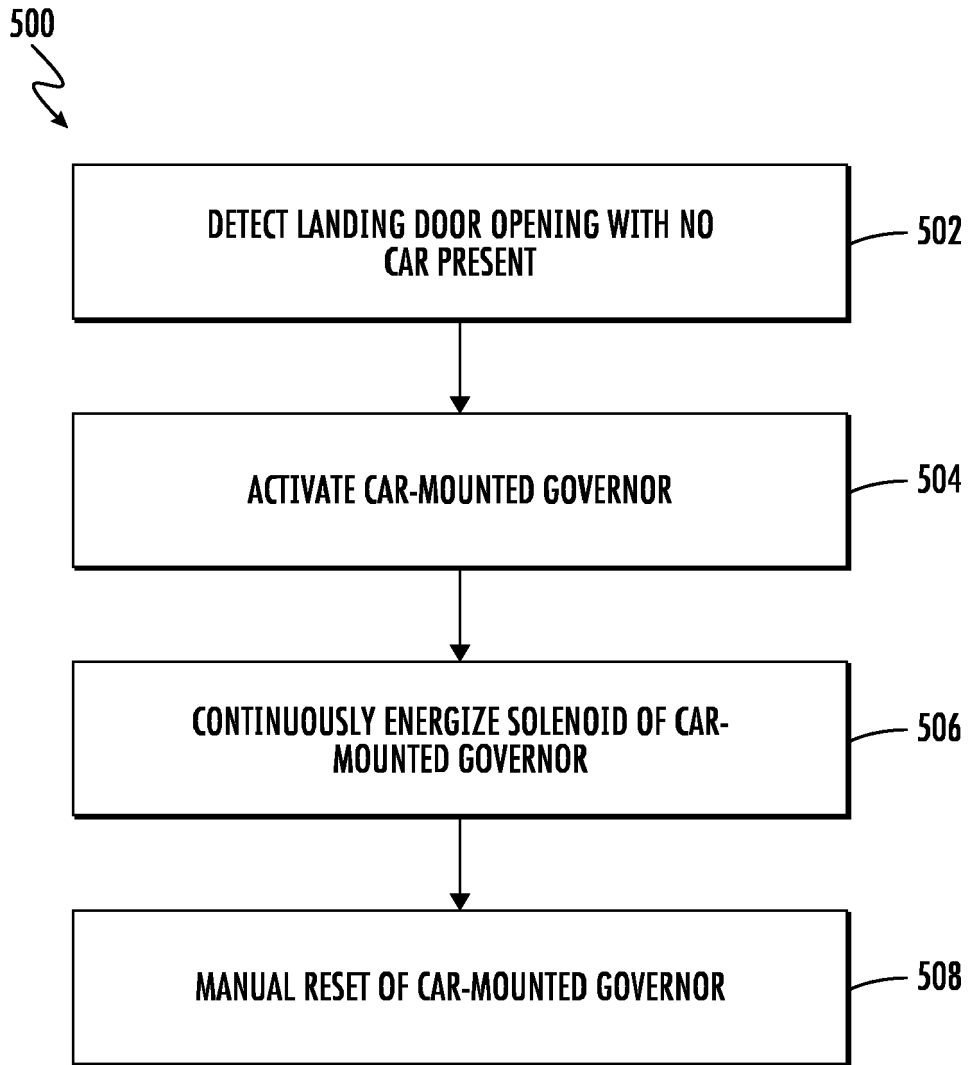 500
DETECT LANDING DOOR OPENING WITH NO
CAR PRESENT
502
ACTIVATE CAR-MOUNTED GOVERNOR
504
CONTINUOUSLY ENERGIZE SOLENOID OF CAR-
MOUNTED GOVERNOR
506
MANUAL RESET OF CAR-MOUNTED GOVERNOR
508